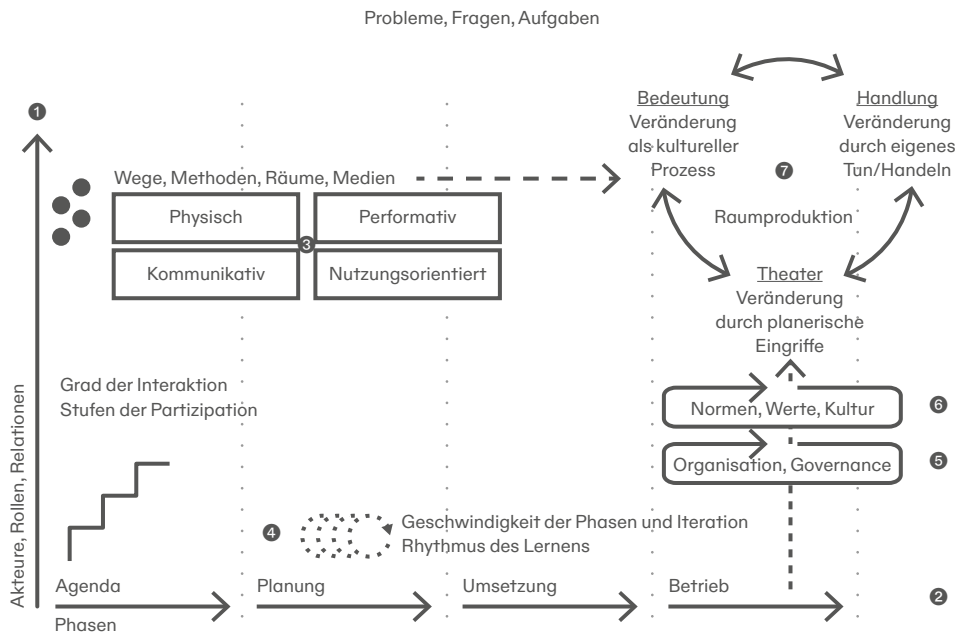 Probleme, Fragen, Aufgaben
1
Bedeutung
Veränderung
als kultureller
Prozess
Handlung
Veränderung
durch eigenes
Tun/Handeln
7
Raumproduktion
Theater
Veränderung
durch planerische
Eingriffe
Wege, Methoden, Räume, Medien
Physisch
Performativ
3
Kommunikativ
Nutzungsorientiert
Akteure, Rollen, Relationen
Grad der Interaktion
Stufen der Partizipation
Normen, Werte, Kultur
6
Organisation, Governance
5
4
Geschwindigkeit der Phasen und Iteration
Rhythmus des Lernens
Agenda
Planung
Umsetzung
Betrieb
2
Phasen